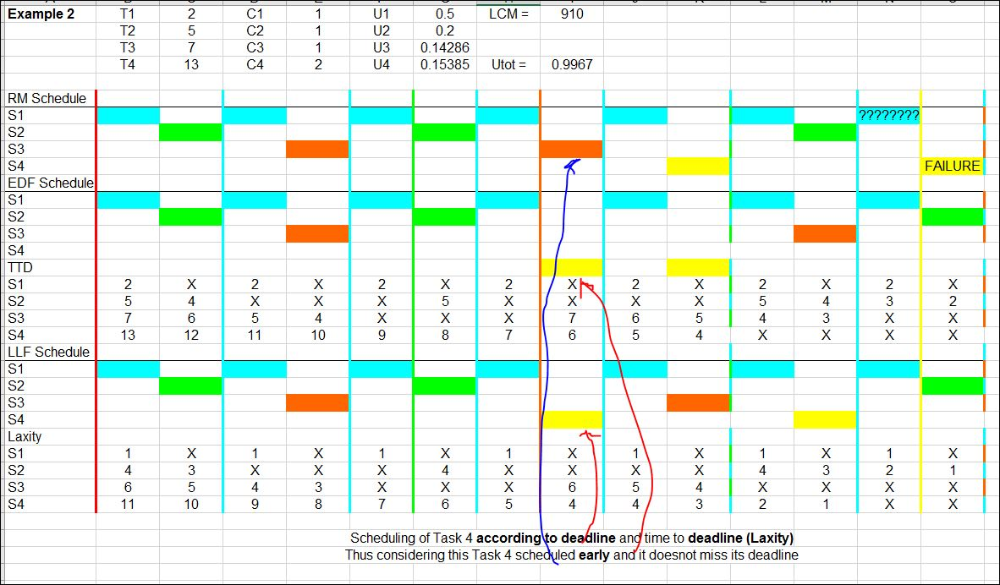 Example 2 T1 2 C1 1 U1 0.5 LCM = 910
T2 5 C2 1 U2 0.2
T3 7 C3 1 U3 0.14286
T4 13 C4 2 U4 0.15385 Utot = 0.9967
RM Schedule
S1 ????????
S2
S3
S4 FAILURE
EDF Schedule
S1
S2
S3
S4
TTD
S1 2 X 2 X 2 X 2 X 2 X 2 X 2 X
S2 5 4 X X X 5 X X X X 5 4 3 2
S3 7 6 5 4 X X X 7 6 5 4 3 X X
S4 13 12 11 10 9 8 7 6 5 4 X X X X
LLF Schedule
S1
S2
S3
S4
Laxity
S1 1 X 1 X 1 X 1 X 1 X 1 X 1 X
S2 4 3 X X X 4 X X X X 4 3 2 1
S3 6 5 4 3 X X X 6 5 4 X X X X
S4 11 10 9 8 7 6 5 4 4 3 2 1 X X
Scheduling of Task 4 according to deadline and time to deadline (Laxity)
Thus considering this Task 4 scheduled early and it doesnot miss its deadline